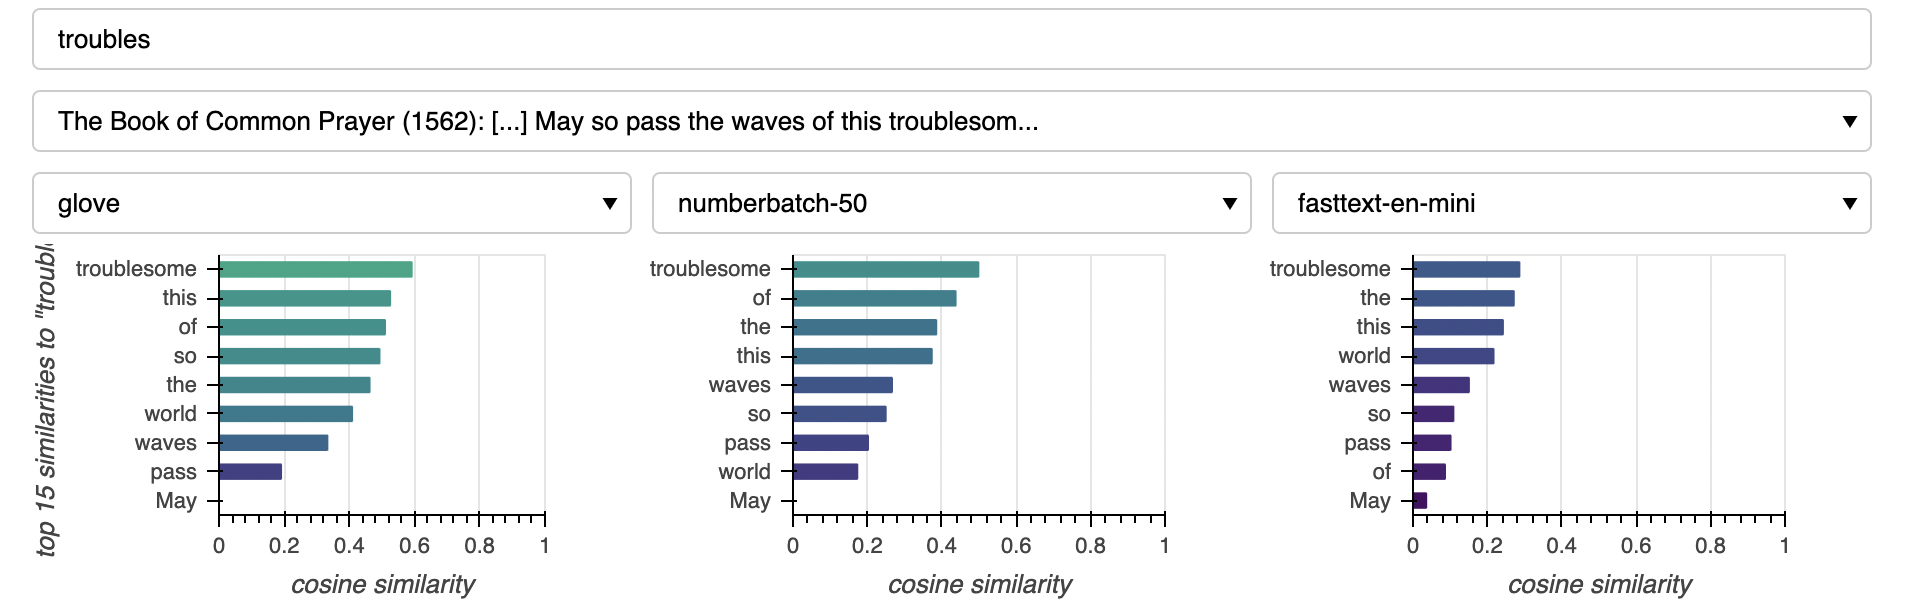 troubles
The Book of Common Prayer (1562): [...] May so pass the waves of this troublesom...
glove
numberbatch-50
fasttext-en-mini
top 15 similarities to "troubl
troublesome
this
of
so
the
world
waves
pass
May
0 0.2 0.4 0.6 0.8 1
cosine similarity
troublesome
of
the
this
waves
so
pass
world
May
0 0.2 0.4 0.6 0.8 1
cosine similarity
troublesome
the
this
world
waves
so
pass
of
May
0 0.2 0.4 0.6 0.8 1
cosine similarity